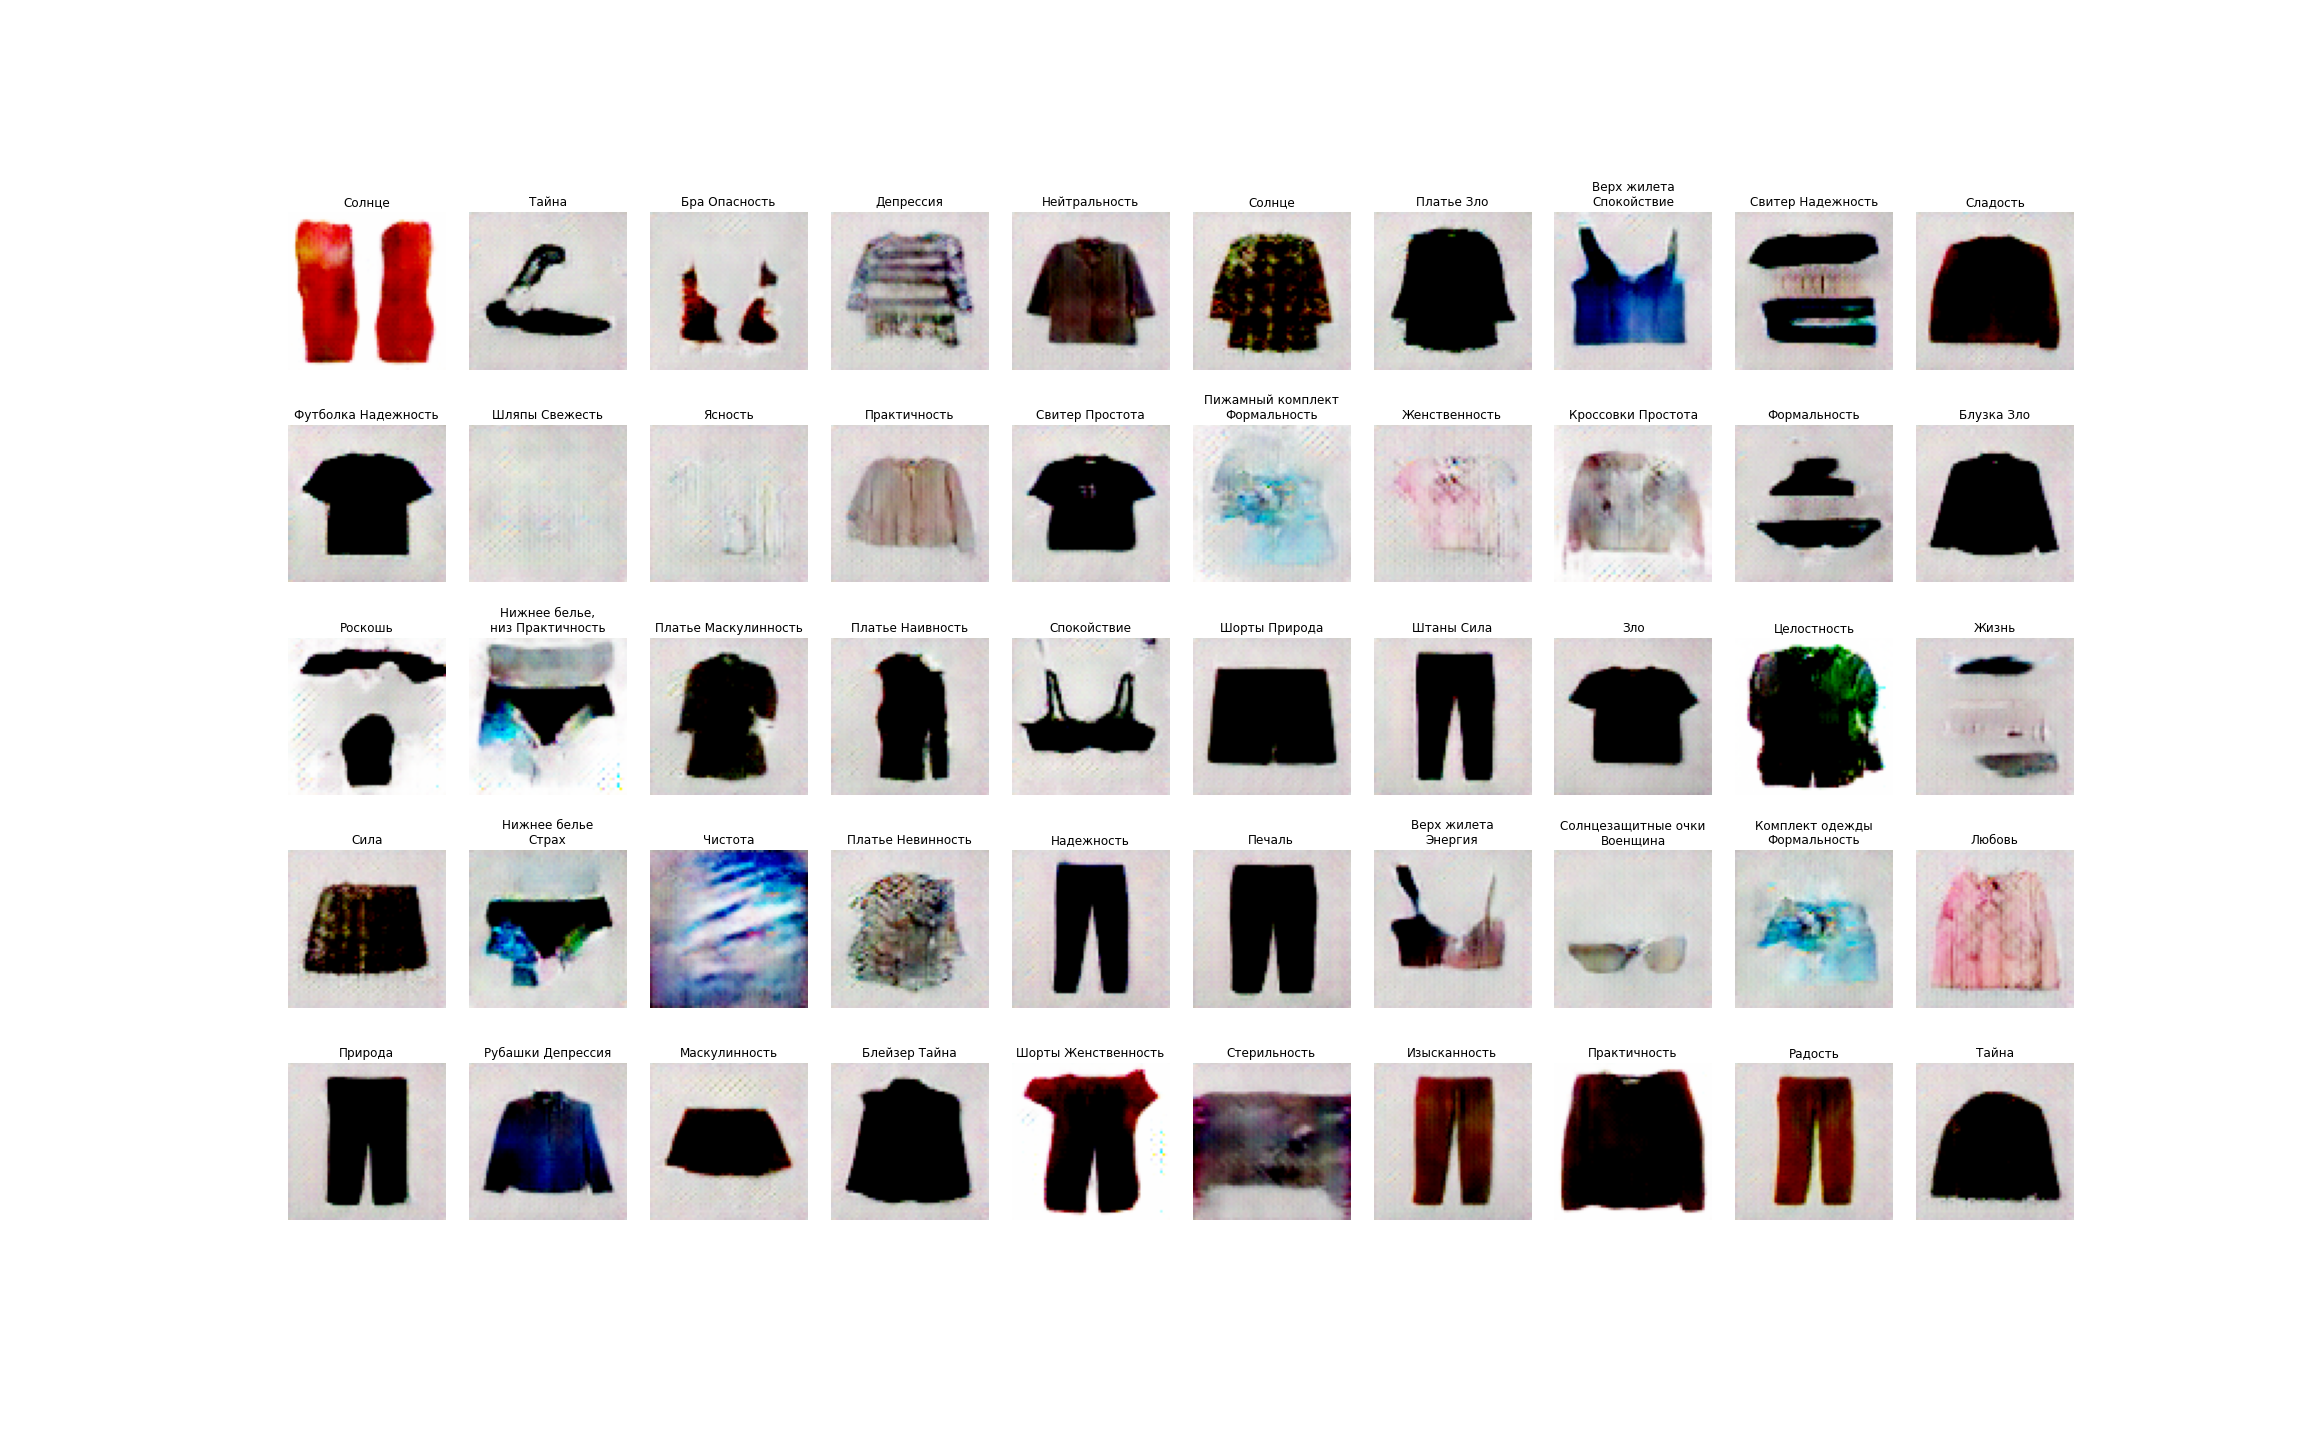 Солнце
Тайна
Бра Опасность
Депрессия
Нейтральность
Солнце
Платье Зло
Верх жилета
Спокойствие
Свитер Надежность
Сладость
Футболка Надежность
Шляпы Свежесть
Ясность
Практичность
Свитер Простота
Пижамный комплект
Формальность
Женственность
Кроссовки Простота
Формальность
Блузка Зло
Роскошь
Нижнее белье,
низ Практичность
Платье Маскулинность
Платье Наивность
Спокойствие
Шорты Природа
Штаны Сила
Зло
Целостность
Жизнь
Сила
Нижнее белье
Страх
Чистота
Платье Невинность
Надежность
Печаль
Верх жилета
Энергия
Солнцезащитные очки
Военщина
Комплект одежды
Формальность
Любовь
Природа
Рубашки Депрессия
Маскулинность
Блейзер Тайна
Шорты Женственность
Стерильность
Изысканность
Практичность
Радость
Тайна